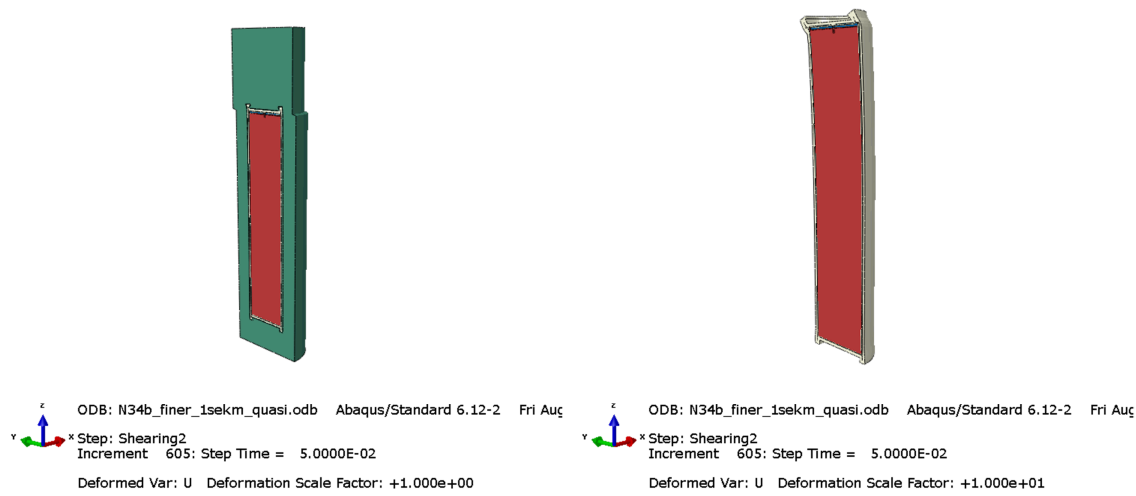 Z
Y
X
ODB: N34b_finer_1sekm_quasi.odb Abaqus/Standard 6.12-2 Fri Aug
Step: Shearing2
Increment 605: Step Time = 5.0000E-02
Deformed Var: U Deformation Scale Factor: +1.000e+00
Z
Y
X
ODB: N34b_finer_1sekm_quasi.odb Abaqus/Standard 6.12-2 Fri Aug
Step: Shearing2
Increment 605: Step Time = 5.0000E-02
Deformed Var: U Deformation Scale Factor: +1.000e+01